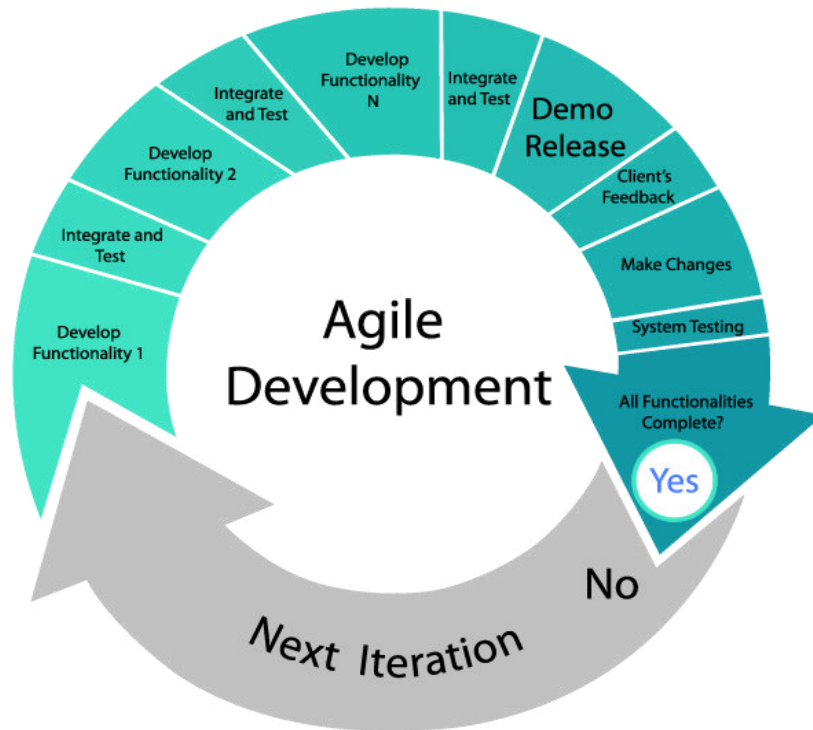 Develop
Functionality 1
Integrate and
Test
Develop
Functionality 2
Integrate
and Test
Develop
Functionality
N
Integrate
and Test
Demo
Release
Client's
Feedback
Make Changes
System Testing
All Functionalities
Complete?
Yes
No
Next Iteration
Agile
Development